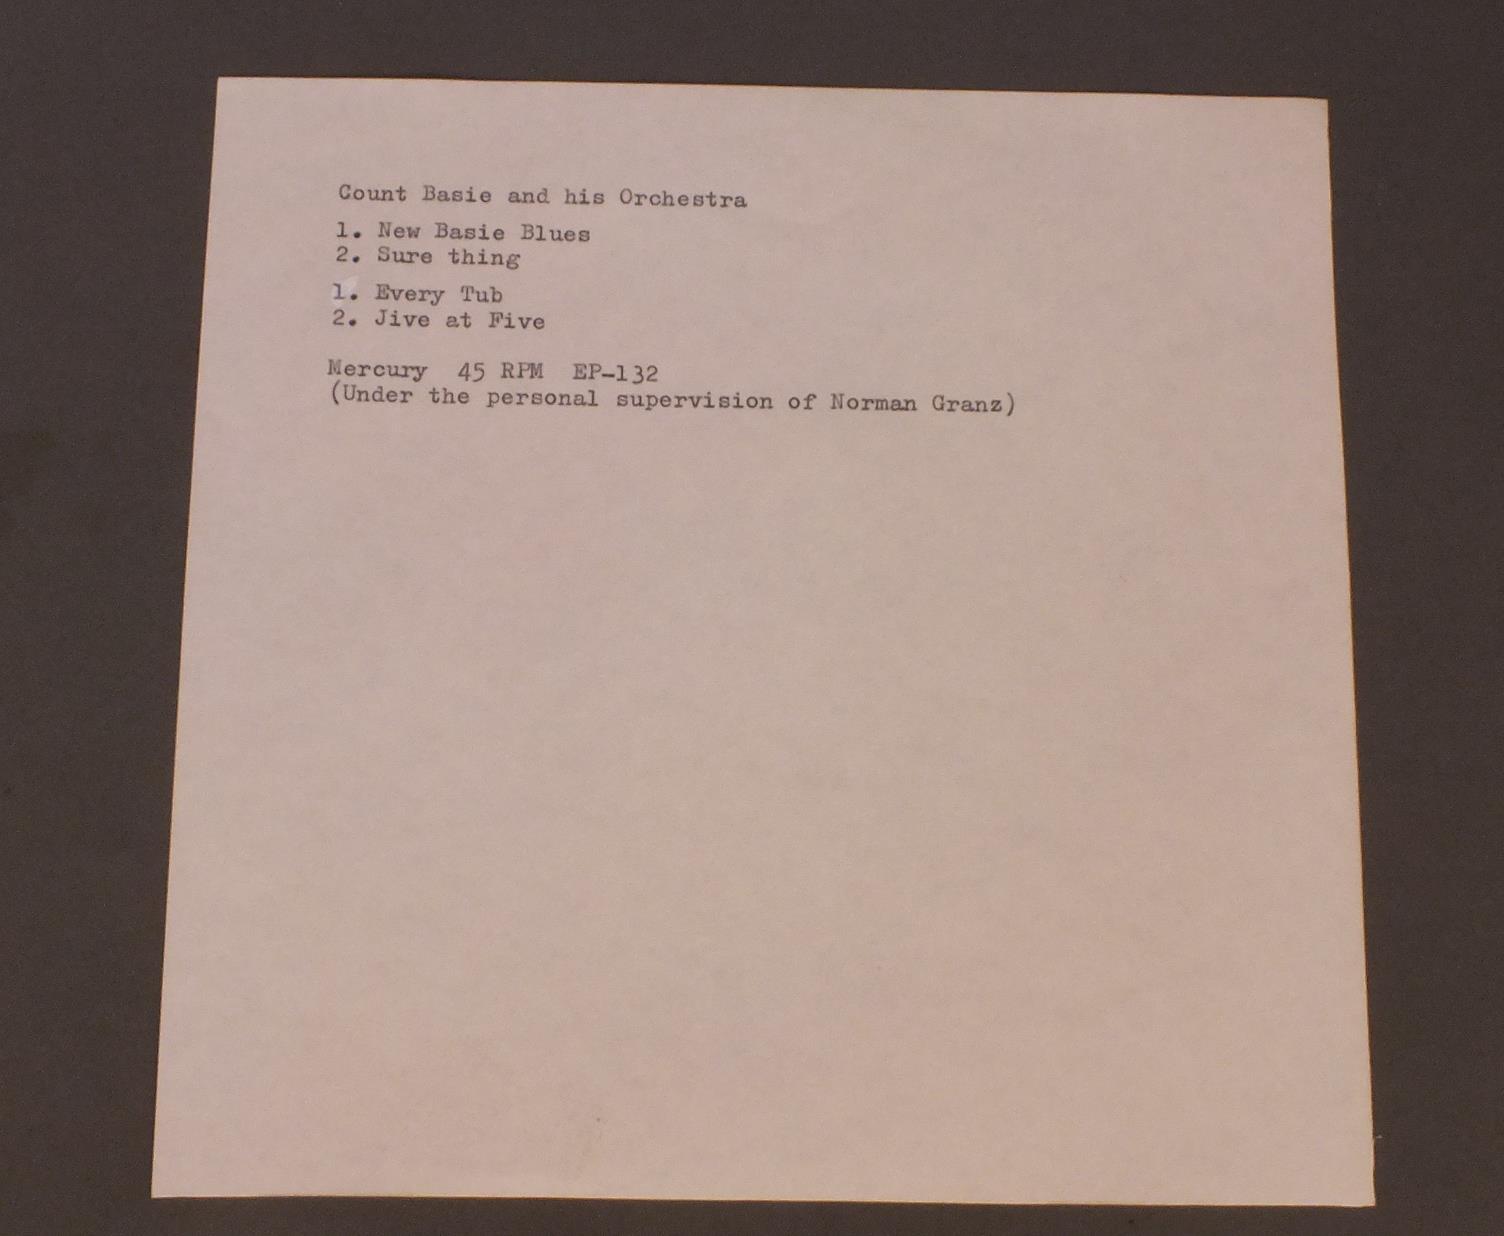 Count Basie and his Orchestra
1. New Basie Blues
2. Sure thing
1. Every Tub
2. Jive at Five
Mercury  45 RPM  EP-132
(Under the personal supervision of Norman Granz)